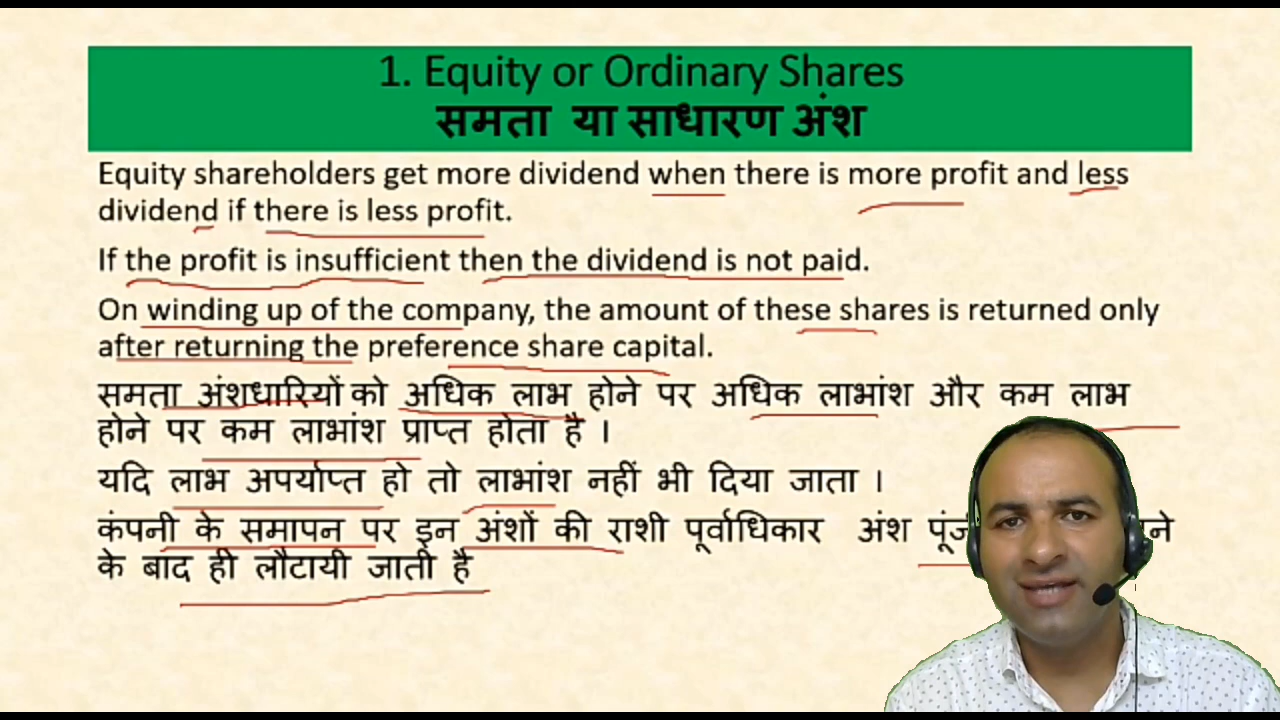 1. Equity or Ordinary Shares
समता या साधारण अंश
Equity shareholders get more dividend when there is more profit and less
dividend if there is less profit.
If the profit is insufficient then the dividend is not paid.
On winding up of the company, the amount of these shares is returned only
after returning the preference share capital.
समता अंशधारियों को अधिक लाभ होने पर अधिक लाभांश और कम लाभ
होने पर कम लाभांश प्राप्त होता है ।
यदि लाभ अपर्याप्त हो तो लाभांश नहीं भी दिया जाता ।
कंपनी के समापन पर इन अंशों की राशी पूर्वाधिकार अंश
के बाद ही लौटायी जाती है